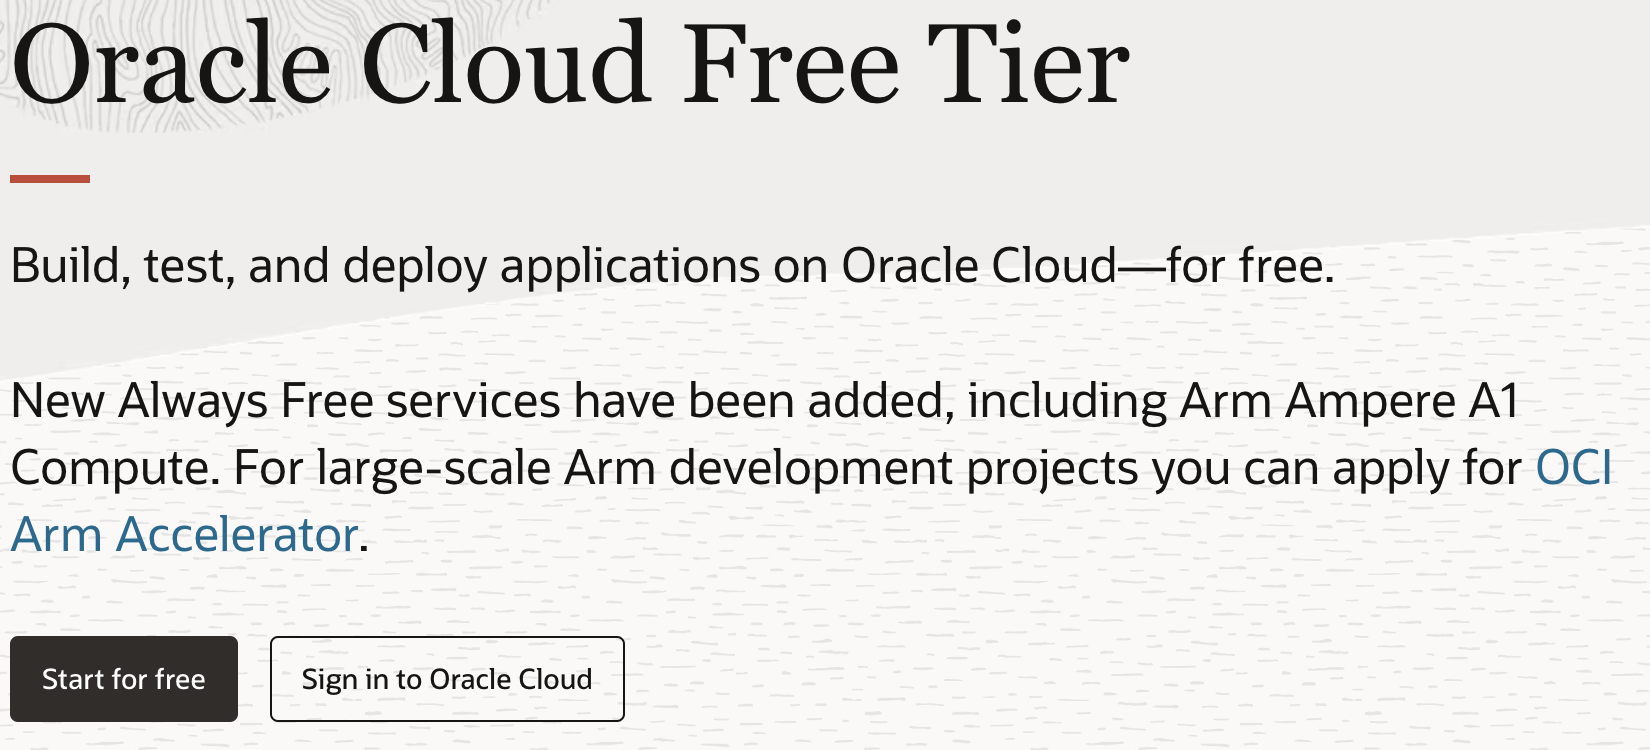 Oracle Cloud Free Tier
Build, test, and deploy applications on Oracle Cloud—for free.
New Always Free services have been added, including Arm Ampere A1
Compute. For large-scale Arm development projects you can apply for OCI
Arm Accelerator.
Start for free
Sign in to Oracle Cloud